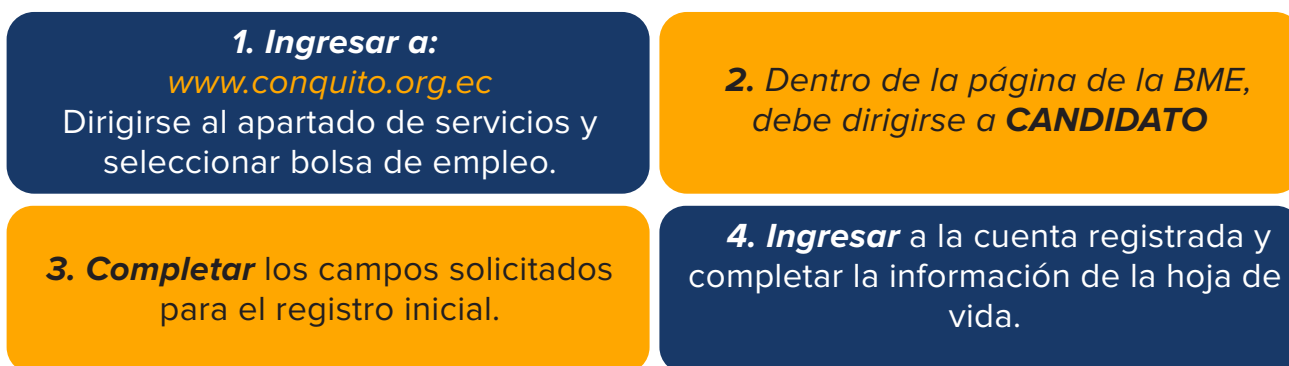 1. Ingresar a:
www.conquito.org.ec
Dirigirse al apartado de servicios y
seleccionar bolsa de empleo.
2. Dentro de la página de la BME,
debe dirigirse a CANDIDATO
3. Completar los campos solicitados
para el registro inicial.
4. Ingresar a la cuenta registrada y
completar la información de la hoja de
vida.